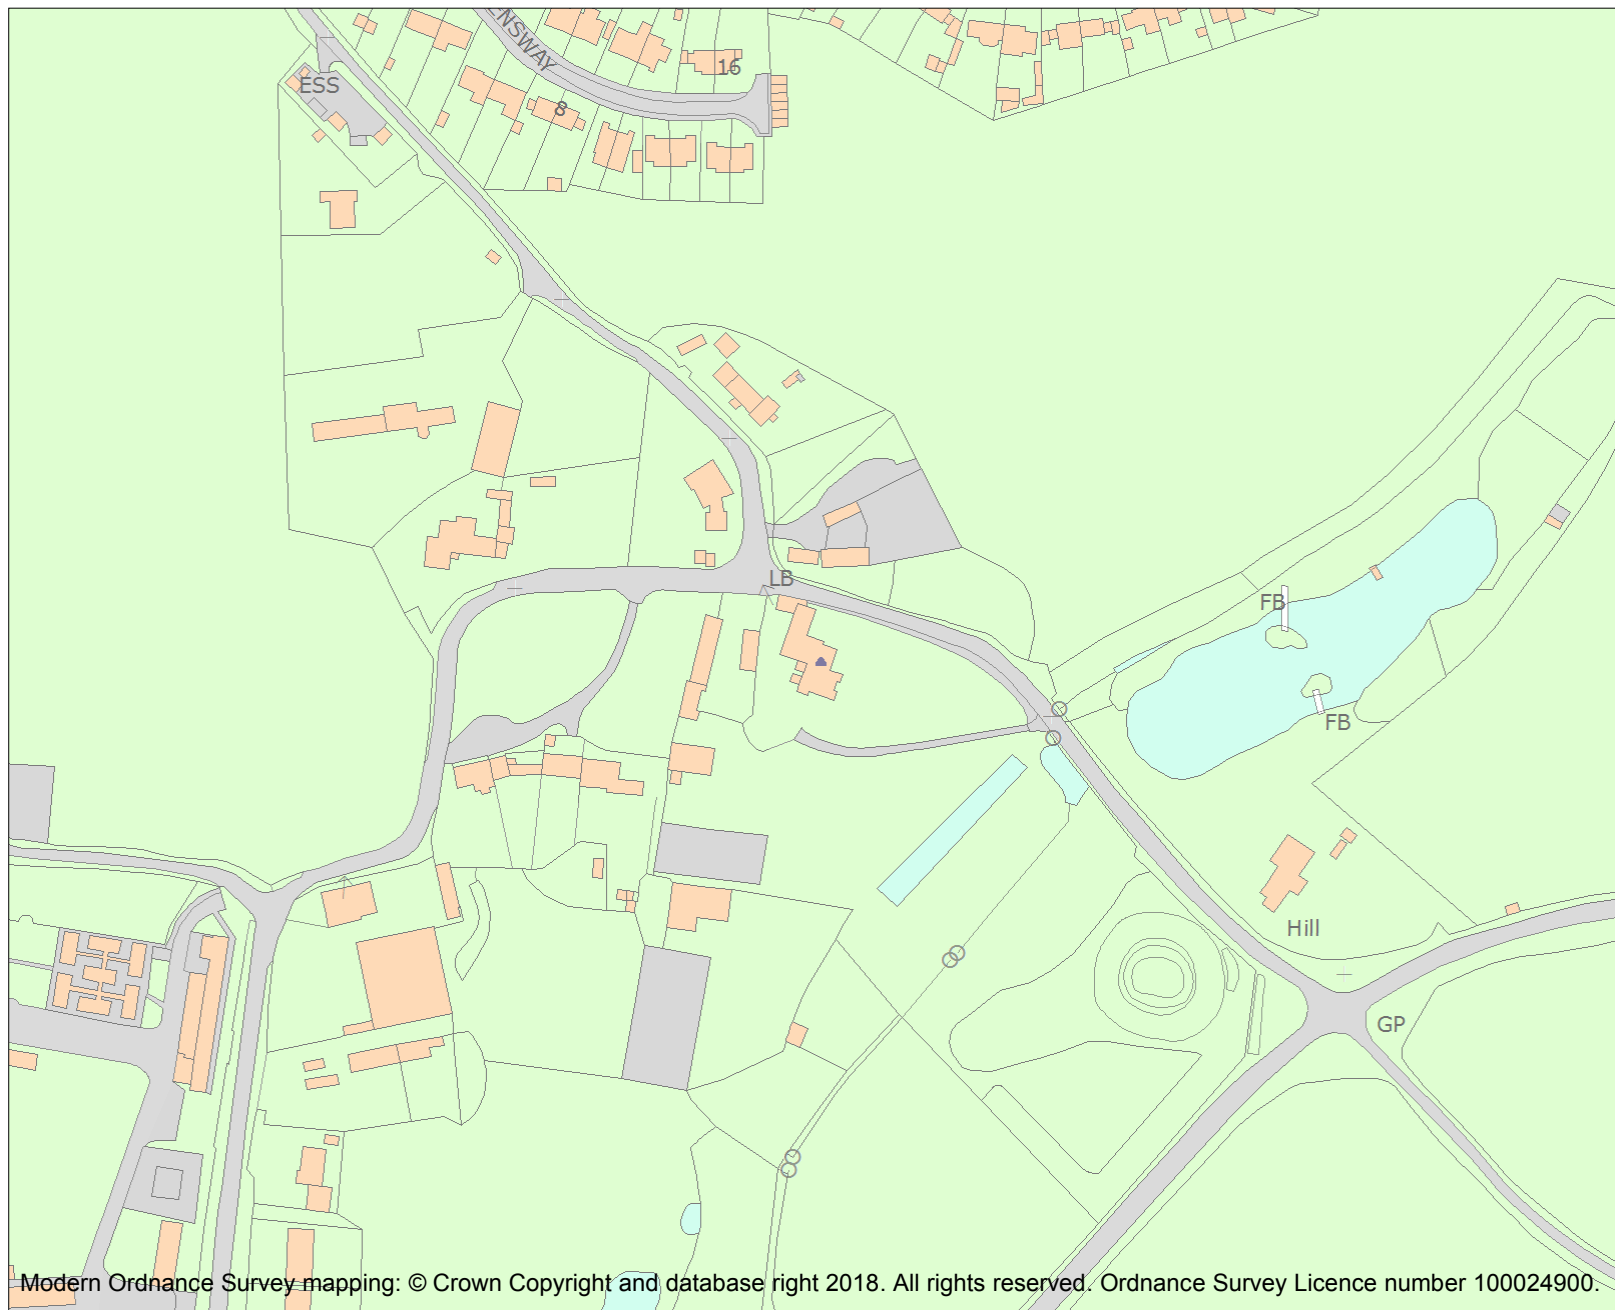 ENSWAY
16
ESS
8
LB
FB
FB
Hill
GP
Modern Ordnance Survey mapping: © Crown Copyright and database right 2018. All rights reserved. Ordnance Survey Licence number 100024900.